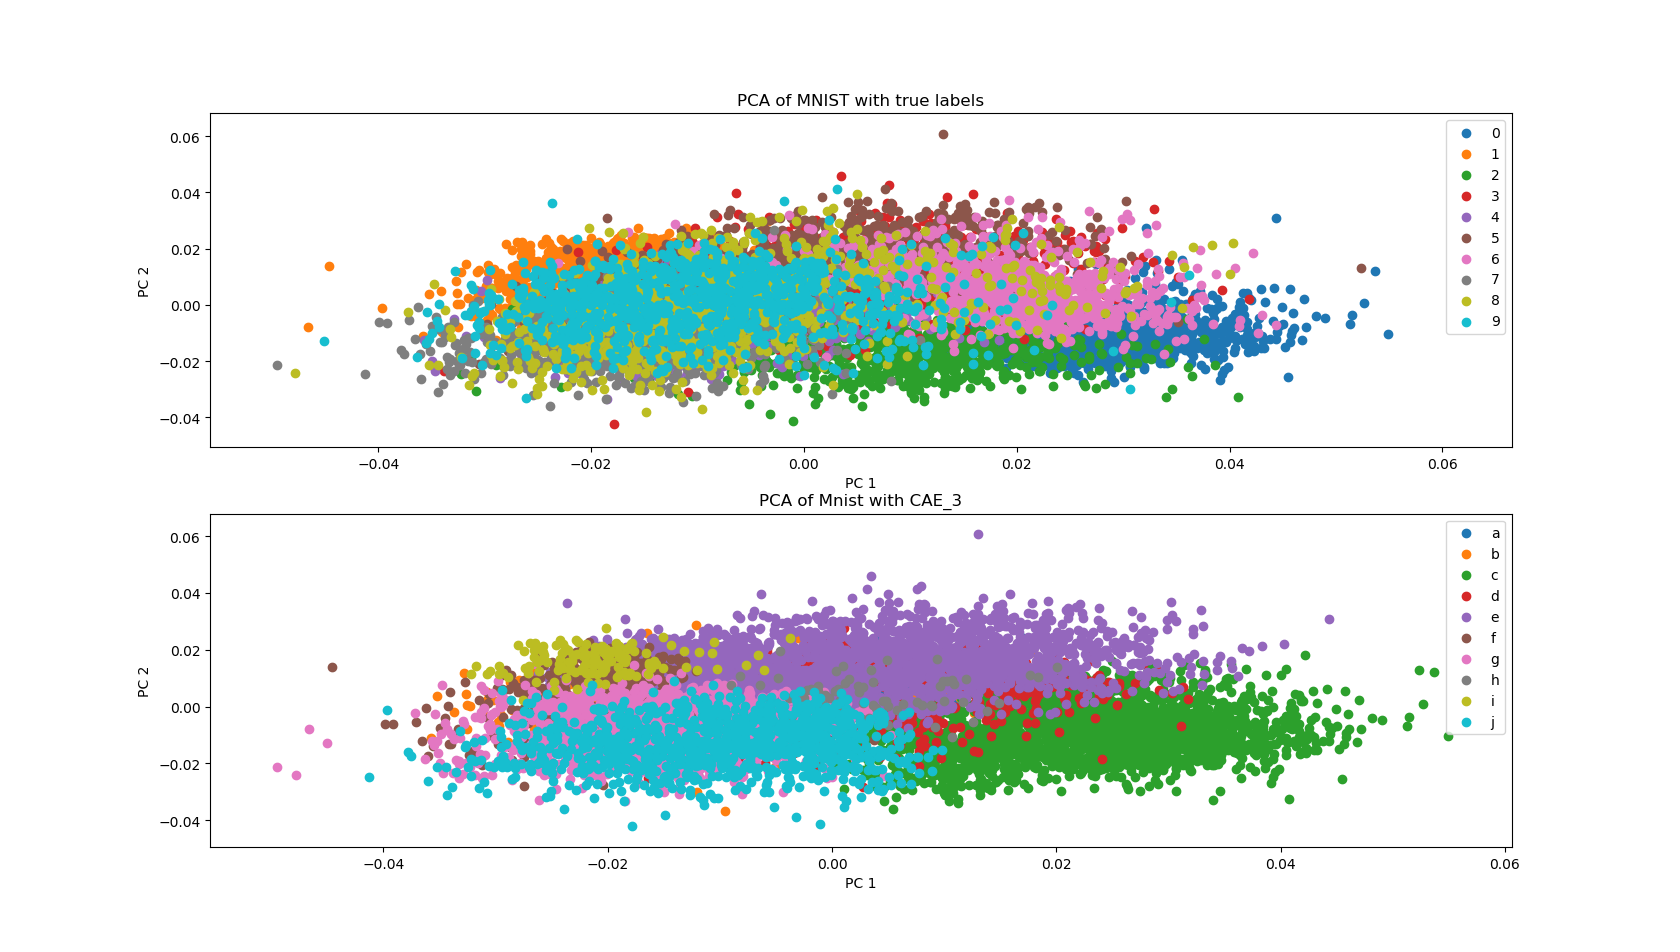 PCA of MNIST with true labels
PC 2
0.06
0.04
0.02
0.00
−0.02
−0.04
−0.04
−0.02
0.00
0.02
0.04
0.06
PC 1
0
1
2
3
4
5
6
7
8
9
PCA of Mnist with CAE_3
PC 2
0.06
0.04
0.02
0.00
−0.02
−0.04
−0.04
−0.02
0.00
0.02
0.04
0.06
PC 1
a
b
c
d
e
f
g
h
i
j